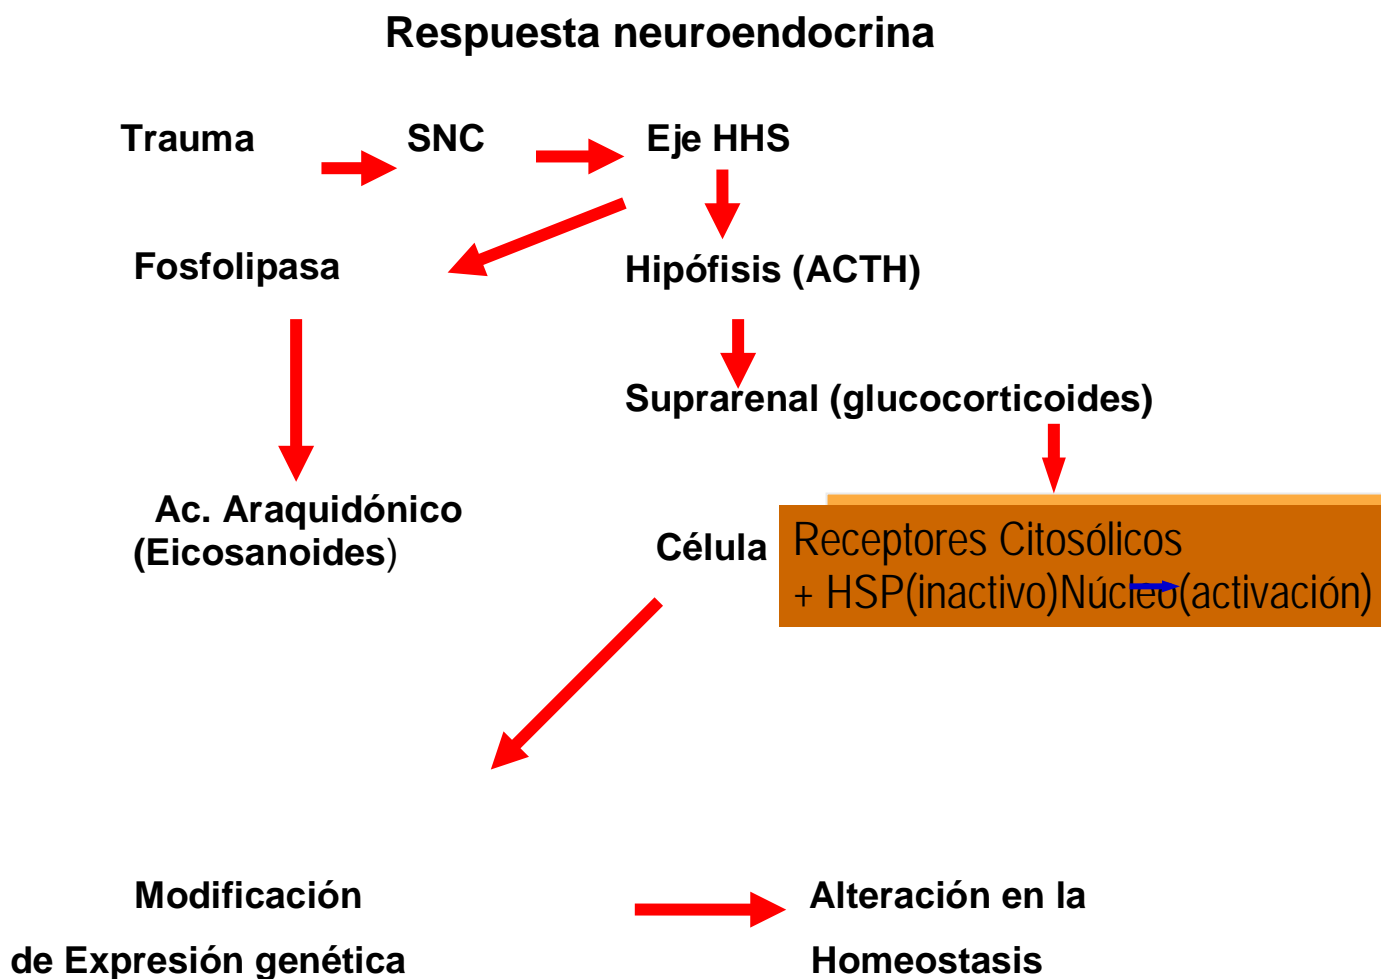 Respuesta neuroendocrina
Trauma SNC Eje HHS
Fosfolipasa Hipófisis (ACTH)
Suprarenal (glucocorticoides)
Ac. Araquidónico
(Eicosanoides)
Célula
Receptores Citosólicos
+ HSP(inactivo)Núcleo(activación)
Modificación
de Expresión genética
Alteración en la
Homeostasis